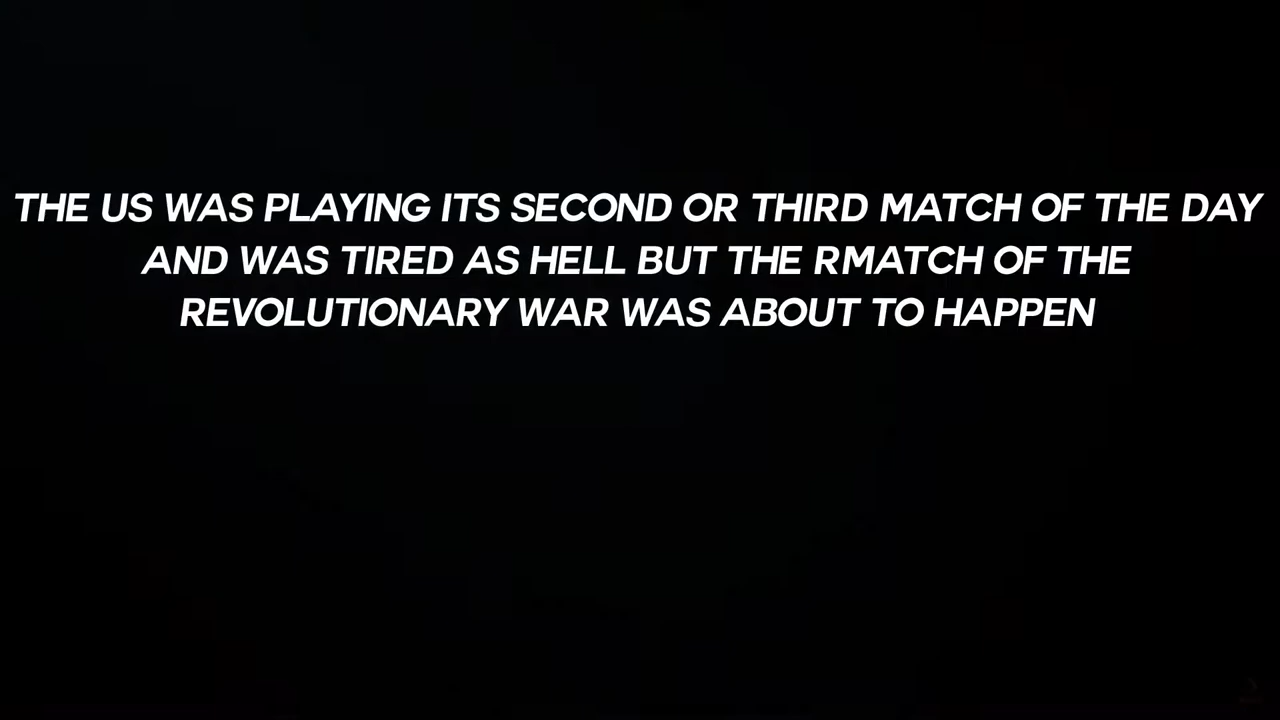 THE US WAS PLAYING ITS SECOND OR THIRD MATCH OF THE DAY
AND WAS TIRED AS HELL BUT THE RMATCH OF THE
REVOLUTIONARY WAR WAS ABOUT TO HAPPEN